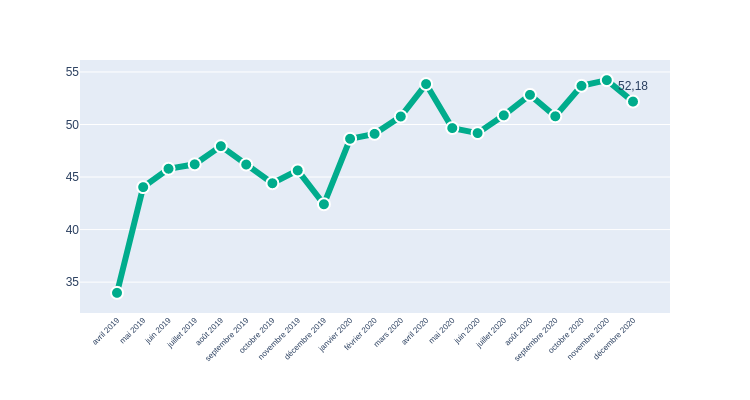 55
50
45
40
35
52,18
avril 2019
mai 2019
juin 2019
juillet 2019
août 2019
septembre 2019
octobre 2019
novembre 2019
décembre 2019
janvier 2020
février 2020
mars 2020
avril 2020
mai 2020
juin 2020
juillet 2020
août 2020
septembre 2020
octobre 2020
novembre 2020
décembre 2020